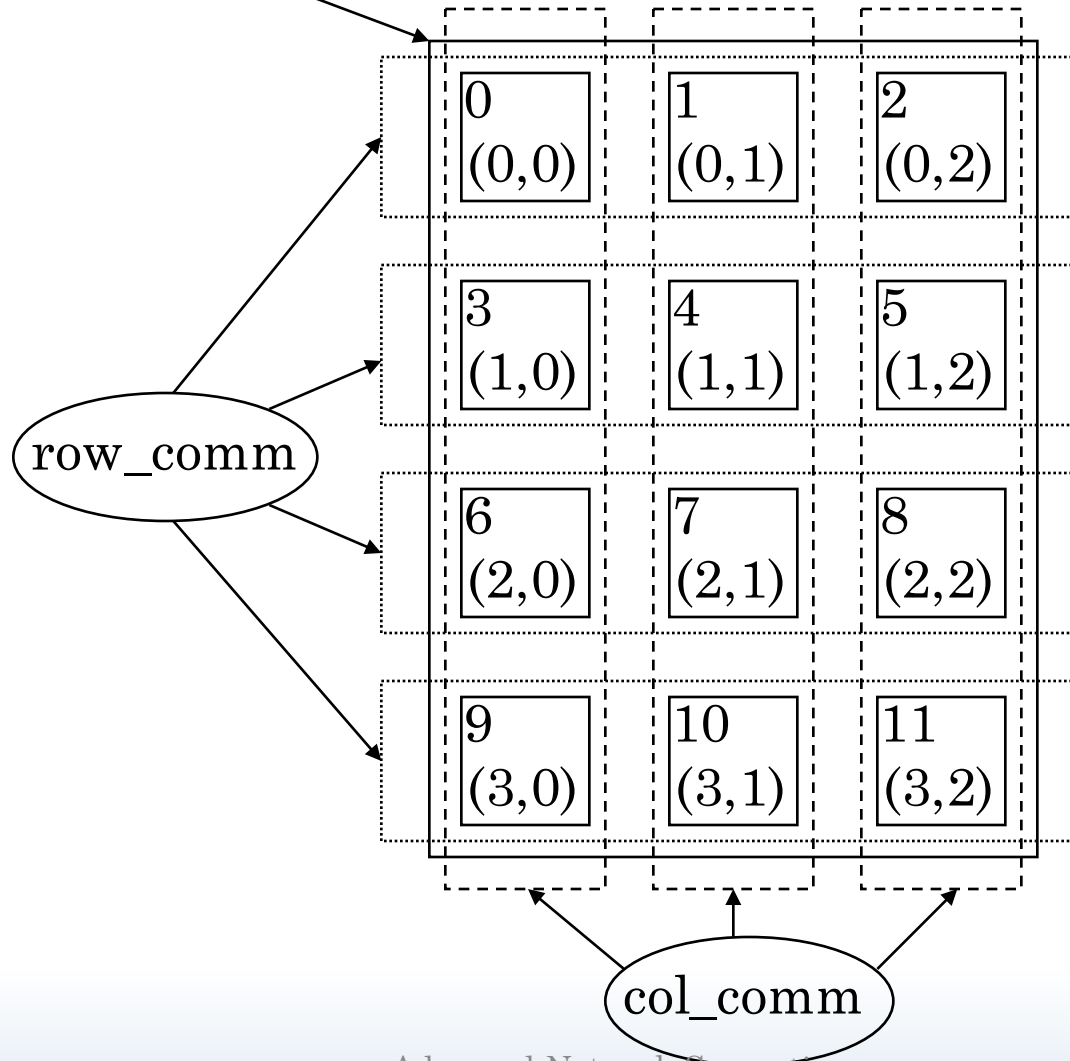 0 1 2
(0,0) (0,1) (0,2)
3 4 5
(1,0) (1,1) (1,2)
row_comm
6 7 8
(2,0) (2,1) (2,2)
9 10 11
(3,0) (3,1) (3,2)
col_comm